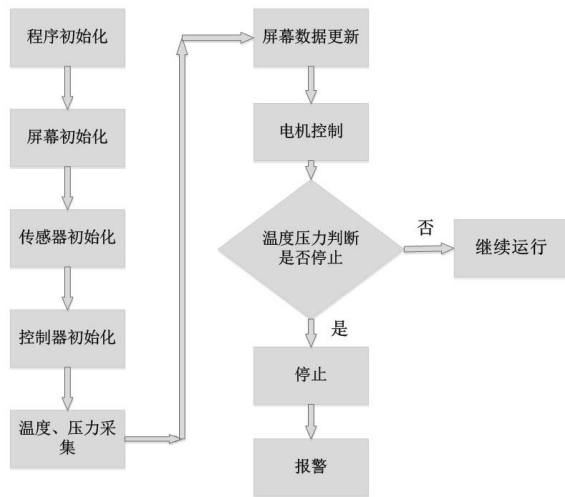 程序初始化
屏幕初始化
传感器初始化
控制器初始化
温度、压力采
集
屏幕数据更新
电机控制
温度压力判断
是否停止
否
继续运行
是
停止
报警